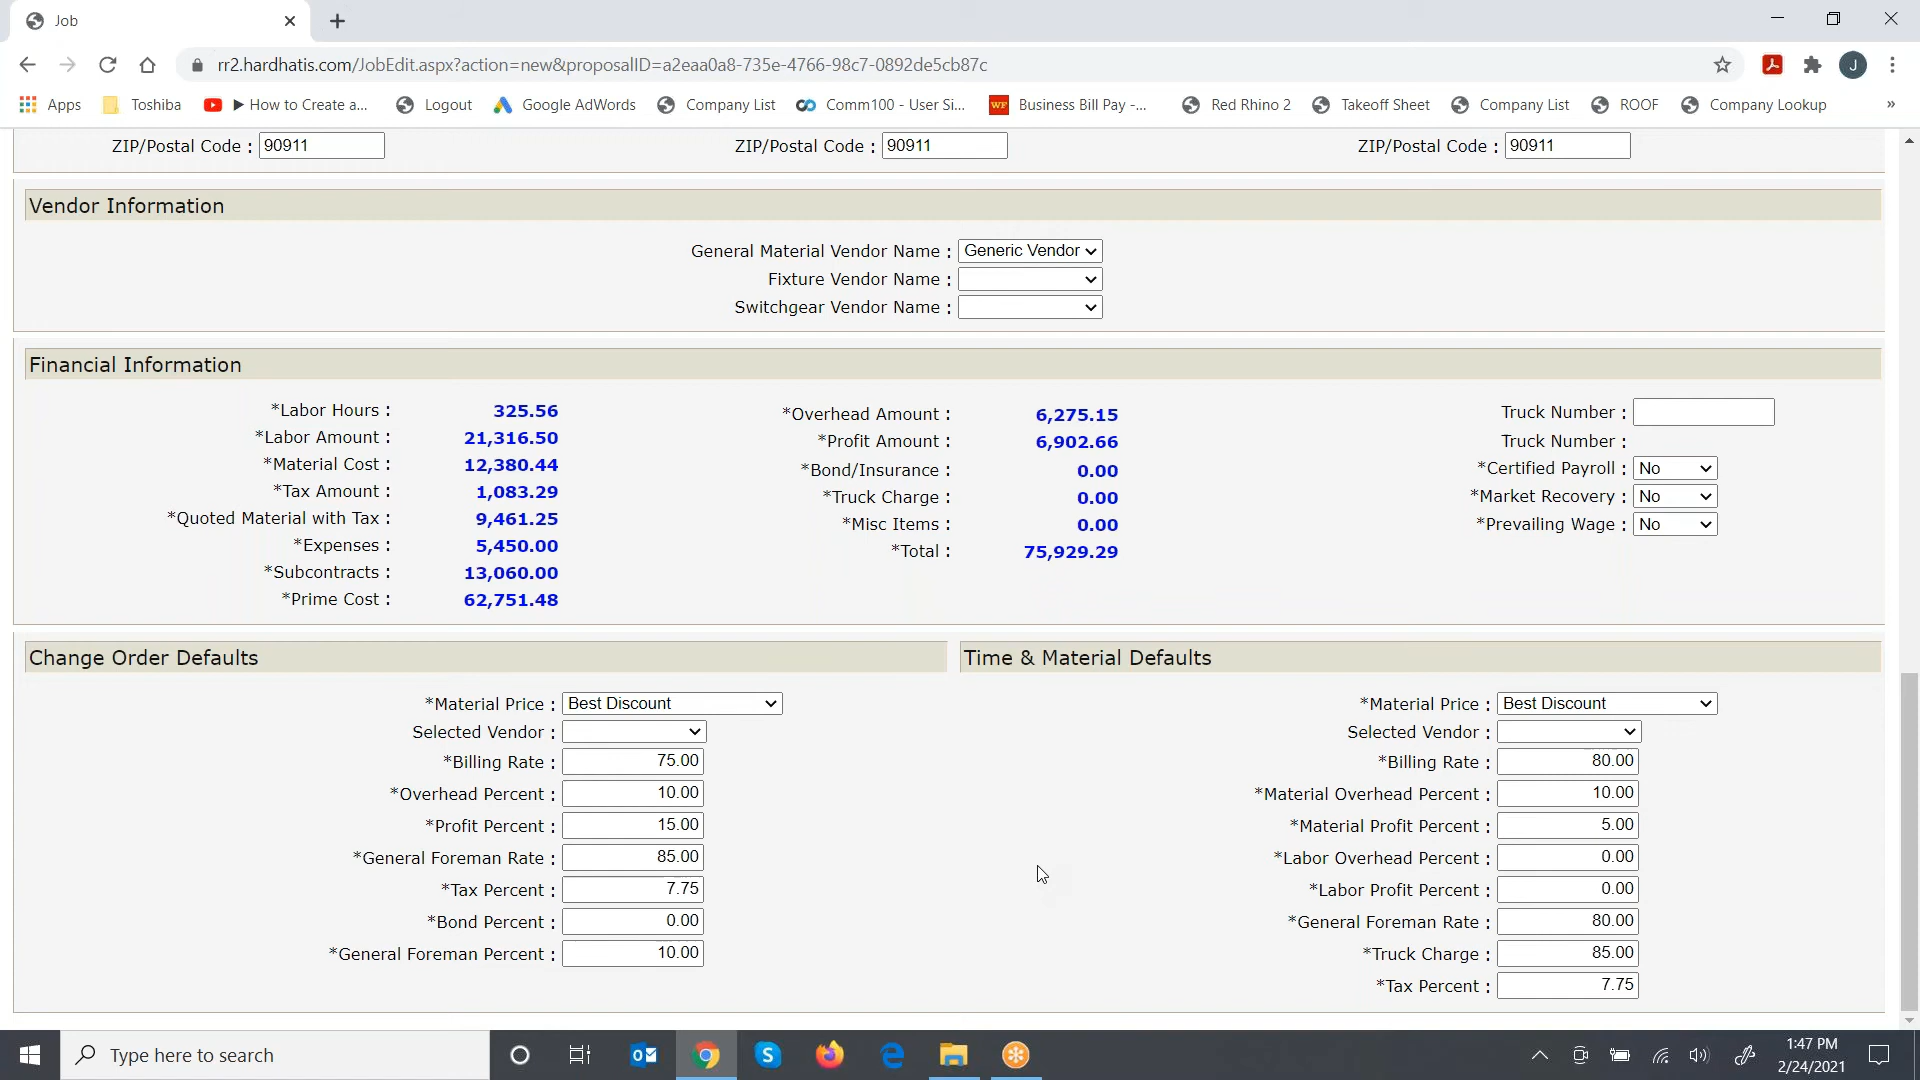 Job
rr2.hardhatis.com/JobEdit.aspx?action=new&proposalID=a2eaa0a8-735e-4766-98c7-0892de5cb87c
J
Apps Toshiba ▶ How to Create a... Logout Google AdWords Company List Comm100 - User Si... WF Business Bill Pay -... Red Rhino 2 Takeoff Sheet Company List ROOF Company Lookup »
ZIP/Postal Code : 90911 ZIP/Postal Code : 90911 ZIP/Postal Code : 90911
Vendor Information
General Material Vendor Name : Generic Vendor
Fixture Vendor Name :
Switchgear Vendor Name :
Financial Information
*Labor Hours : 325.56
*Labor Amount : 21,316.50
*Material Cost : 12,380.44
*Tax Amount : 1,083.29
*Quoted Material with Tax : 9,461.25
*Expenses : 5,450.00
*Subcontracts : 13,060.00
*Prime Cost : 62,751.48
*Overhead Amount : 6,275.15
*Profit Amount : 6,902.66
*Bond/Insurance : 0.00
*Truck Charge : 0.00
*Misc Items : 0.00
*Total : 75,929.29
Truck Number :
Truck Number :
*Certified Payroll : No
*Market Recovery : No
*Prevailing Wage : No
Change Order Defaults
*Material Price : Best Discount
Selected Vendor :
*Billing Rate : 75.00
*Overhead Percent : 10.00
*Profit Percent : 15.00
*General Foreman Rate : 85.00
*Tax Percent : 7.75
*Bond Percent : 0.00
*General Foreman Percent : 10.00
Time & Material Defaults
*Material Price : Best Discount
Selected Vendor :
*Billing Rate : 80.00
*Material Overhead Percent : 10.00
*Material Profit Percent : 5.00
*Labor Overhead Percent : 0.00
*Labor Profit Percent : 0.00
*General Foreman Rate : 80.00
*Truck Charge : 85.00
*Tax Percent : 7.75
Type here to search
1:47 PM
2/24/2021